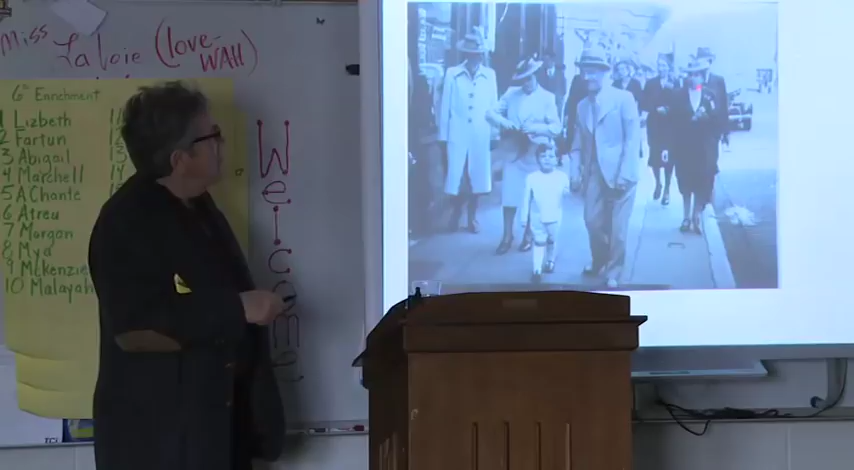 Miss
LaVoie (love-WAH)
6th Enrichment
1 Lizbeth
2 Fartun
3 Abigail
4 Marchell
5 A'Chante
6 Atreu
7 Morgan
8 Mya
9 Mckenzie
10 Malayah
Welcome